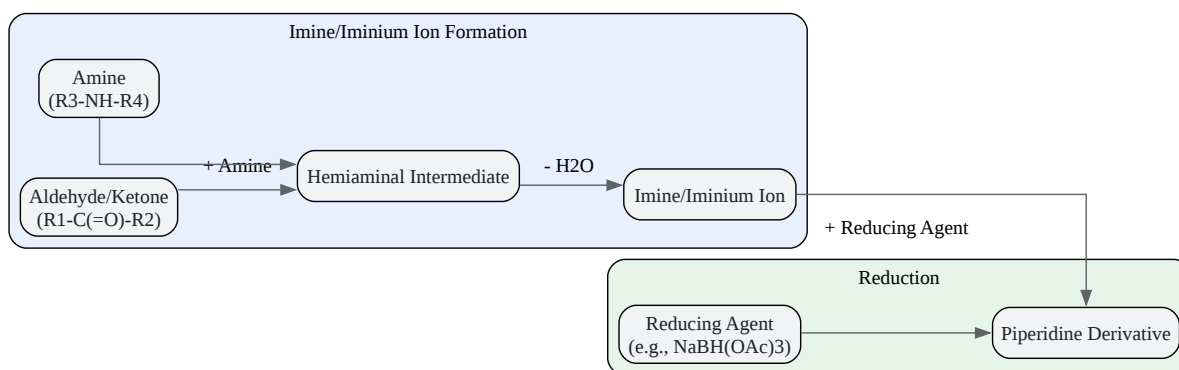 Imine/Iminium Ion Formation
Amine
(R3-NH-R4)
+ Amine
Aldehyde/Ketone
(R1-C(=O)-R2)
Hemiaminal Intermediate
- H2O
Imine/Iminium Ion
+ Reducing Agent
Reduction
Reducing Agent
(e.g., NaBH(OAc)3)
Piperidine Derivative